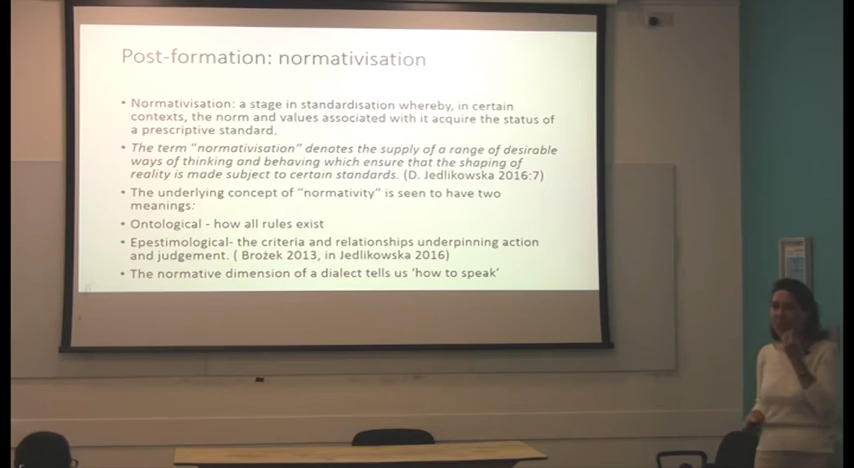 Post-formation: normativisation
• Normativisation: a stage in standardisation whereby, in certain
contexts, the norm and values associated with it acquire the status of
a prescriptive standard.
• The term "normativisation" denotes the supply of a range of desirable
ways of thinking and behaving which ensure that the shaping of
reality is made subject to certain standards. (D. Jedlikowska 2016:7)
• The underlying concept of "normativity" is seen to have two
meanings:
• Ontological - how all rules exist
• Epestimological- the criteria and relationships underpinning action
and judgement. ( Brożek 2013, in Jedlikowska 2016)
• The normative dimension of a dialect tells us 'how to speak'